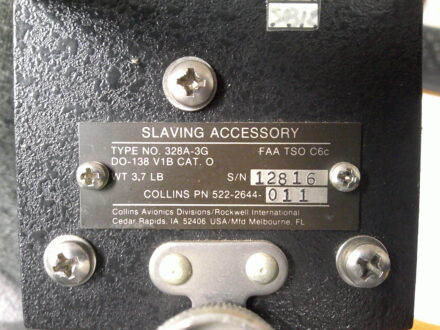 SLAVING ACCESSORY
TYPE NO. 328A-3G FAA TSO C6c
DO-138 V1B CAT. O
WT 3.7 LB S/N 12816
COLLINS PN 522-2644-011
Collins Avionics Divisions/Rockwell International
Cedar Rapids, IA 52406 USA/Mfd Melbourne, FL